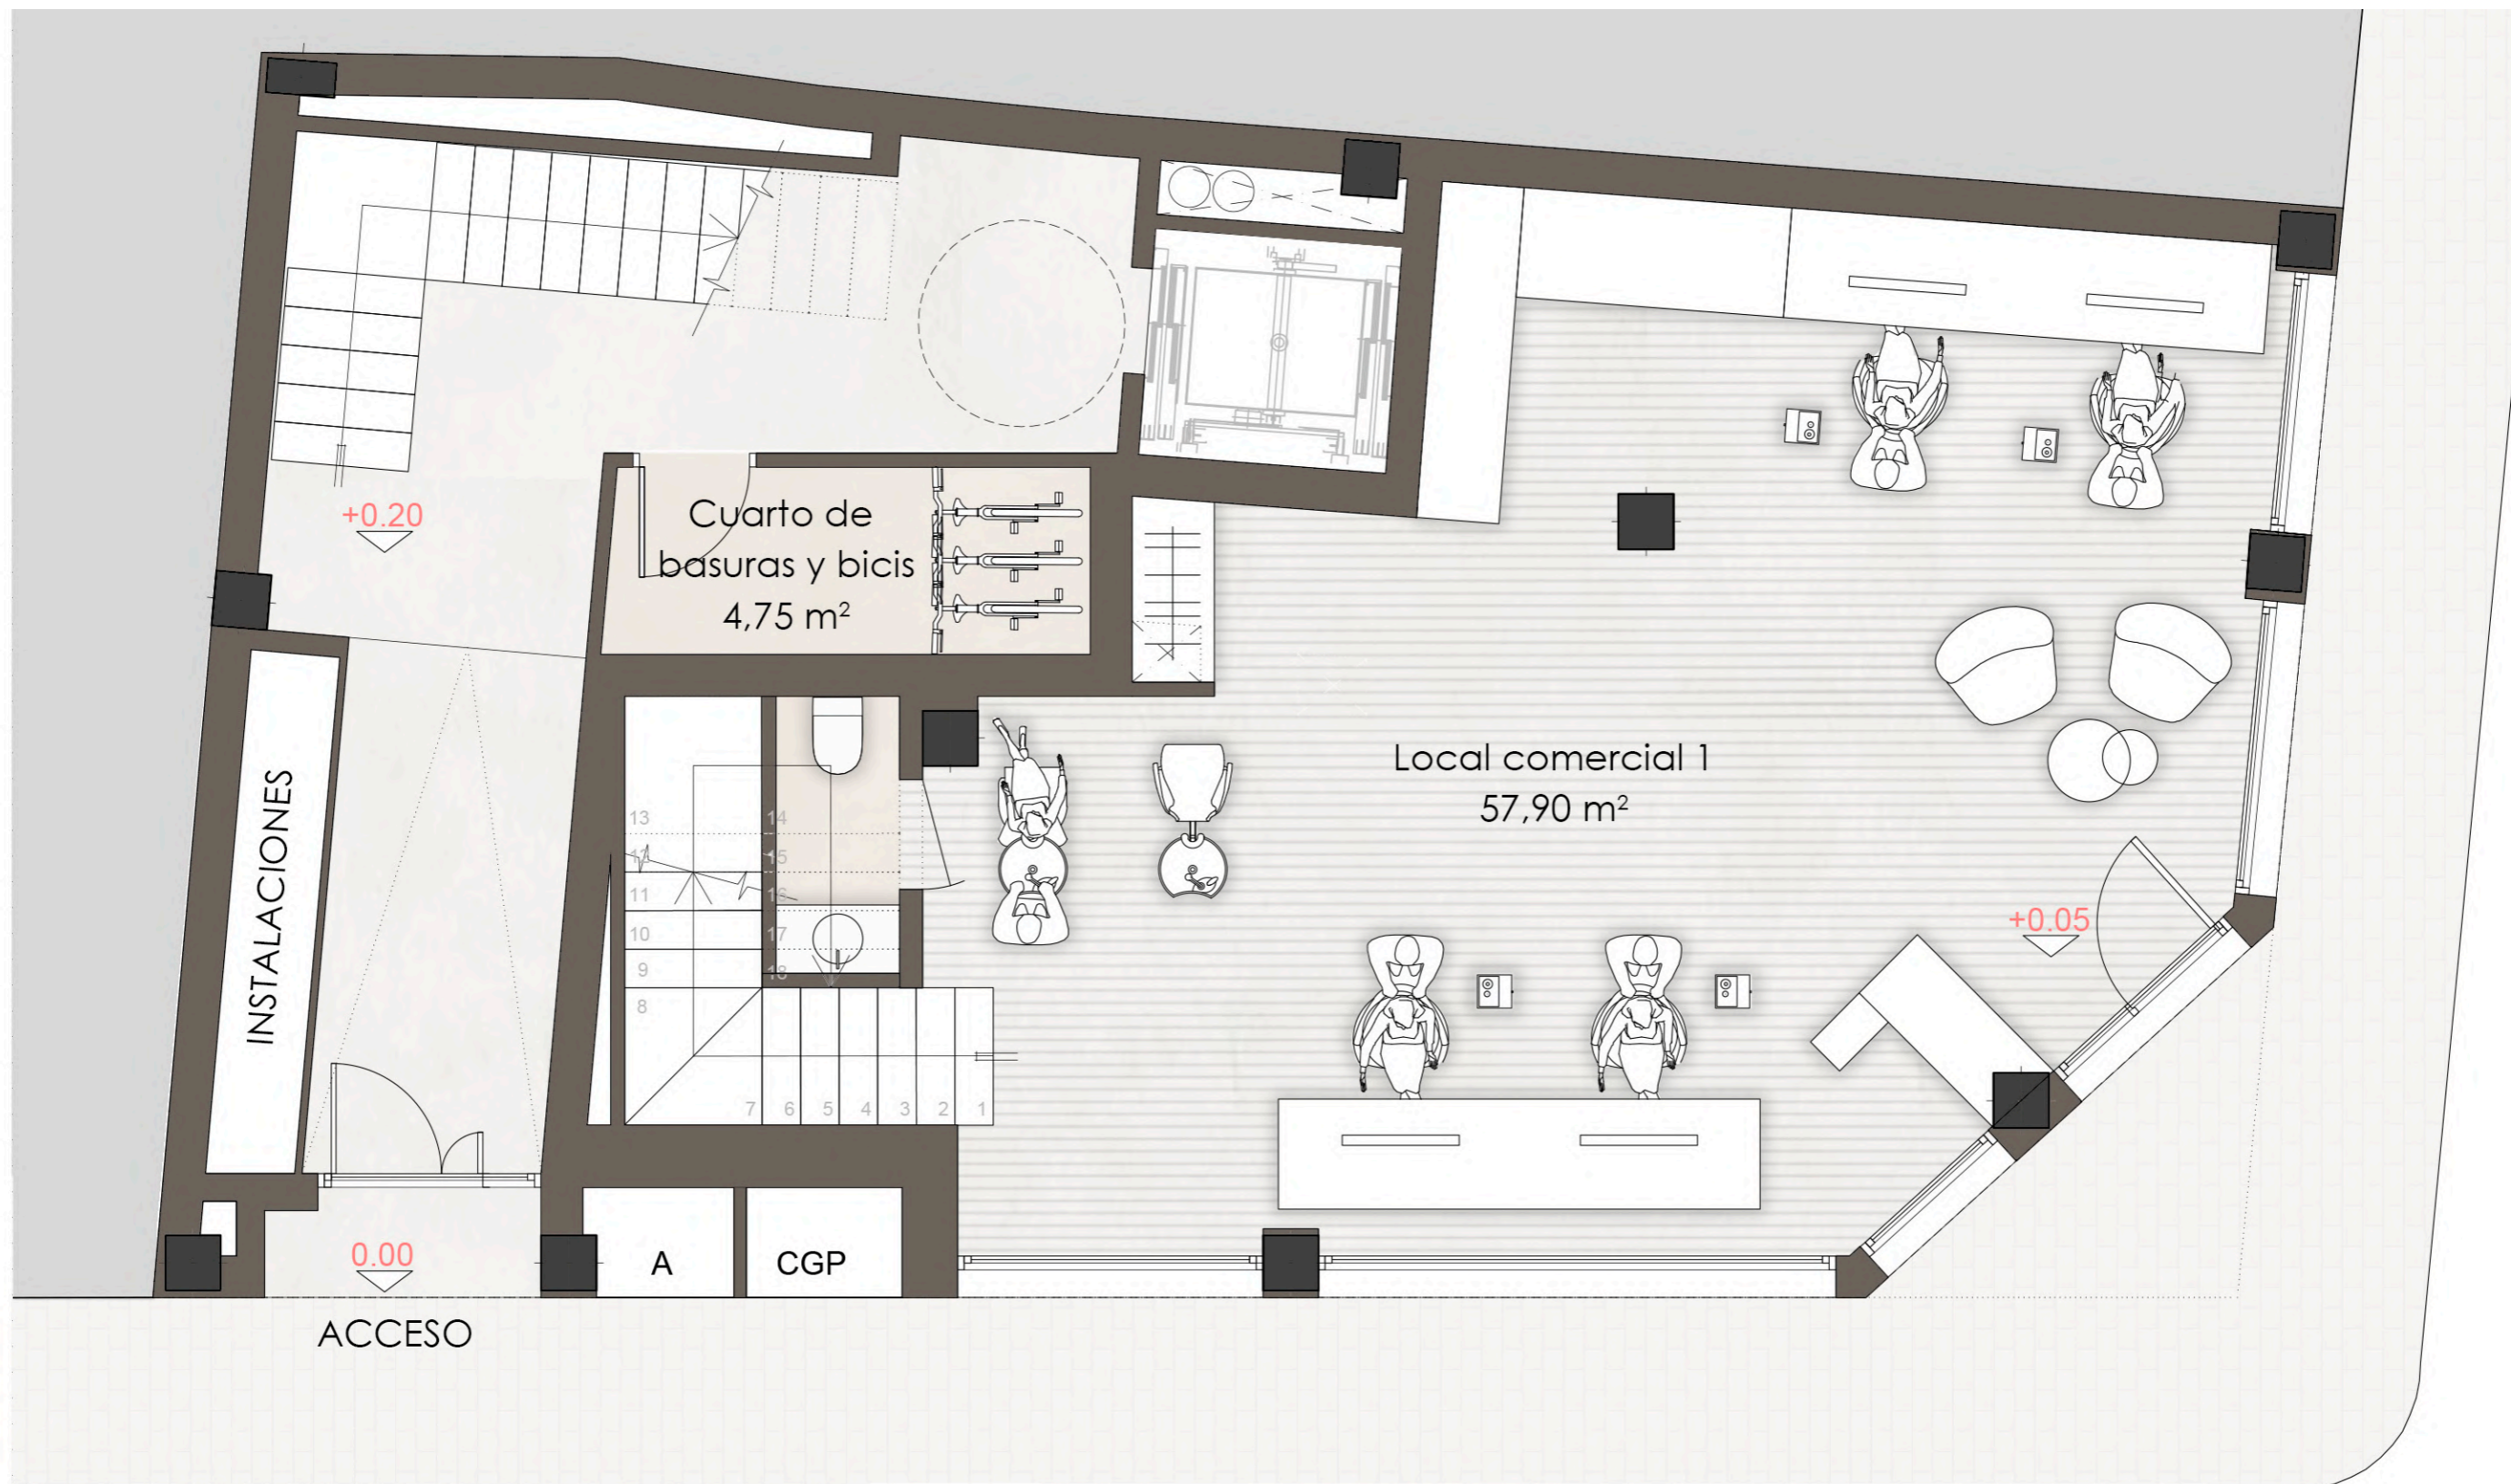 +0.20
Cuarto de
basuras y bicis
4,75 m²
INSTALACIONES
Local comercial 1
57,90 m²
13
14
12
15
11
16
10
17
9
18
8
7
6
5
4
3
2
1
+0.05
0.00
A
CGP
ACCESO